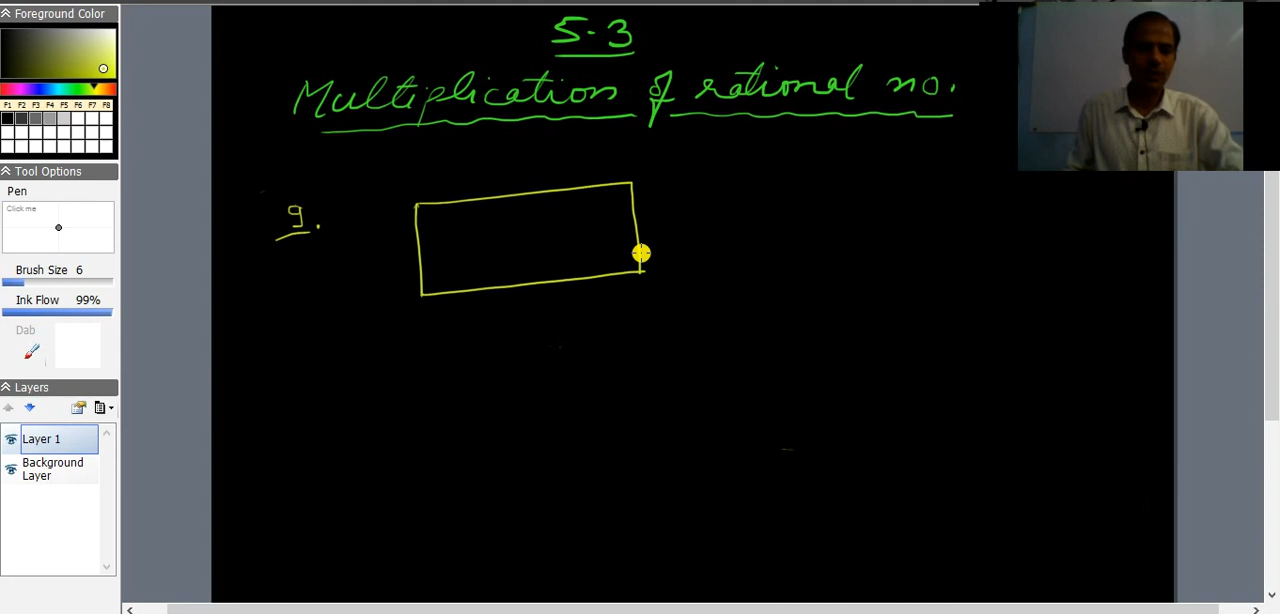 Foreground Color
F1 F2 F3 F4 F5 F6 F7 F8
Tool Options
Pen
Click me
Brush Size 6
Ink Flow 99%
Dab
Layers
Layer 1
Background
Layer
5-3
Multiplication of rational no.
9.